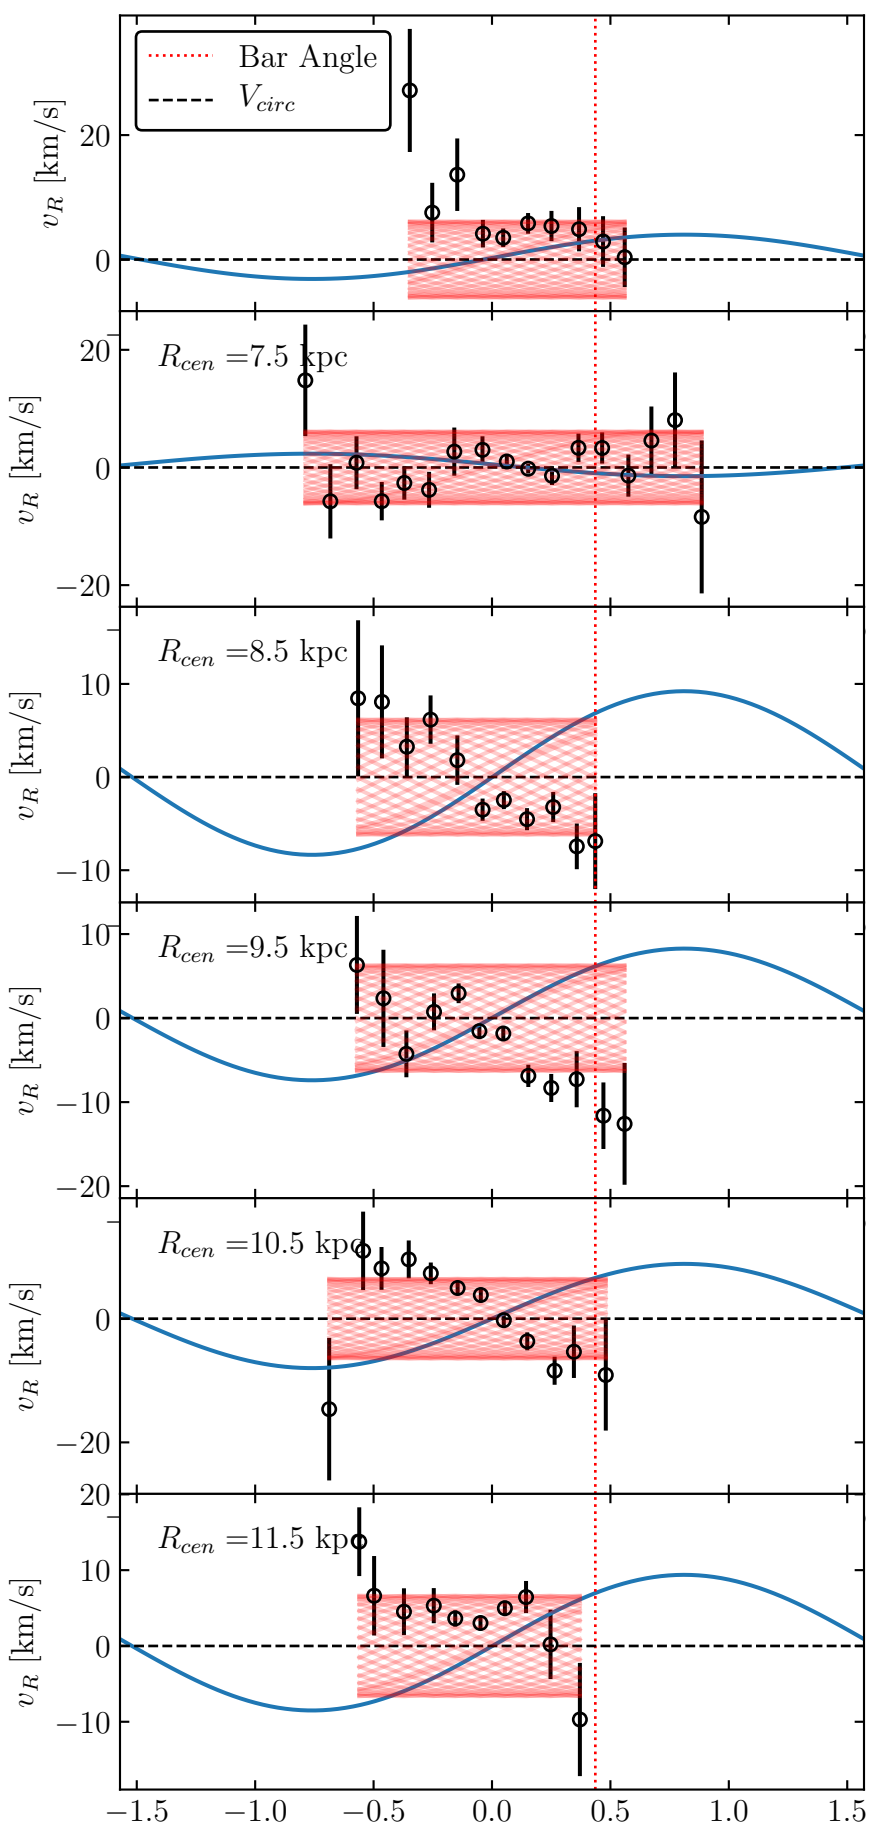 Bar Angle
V_circ
20
0
v_R [km/s]
R_cen =7.5 kpc
20
0
−20
v_R [km/s]
R_cen =8.5 kpc
10
0
−10
v_R [km/s]
R_cen =9.5 kpc
10
0
−10
−20
v_R [km/s]
R_cen =10.5 kpc
0
−20
v_R [km/s]
R_cen =11.5 kp
20
10
0
−10
v_R [km/s]
−1.5 −1.0 −0.5 0.0 0.5 1.0 1.5